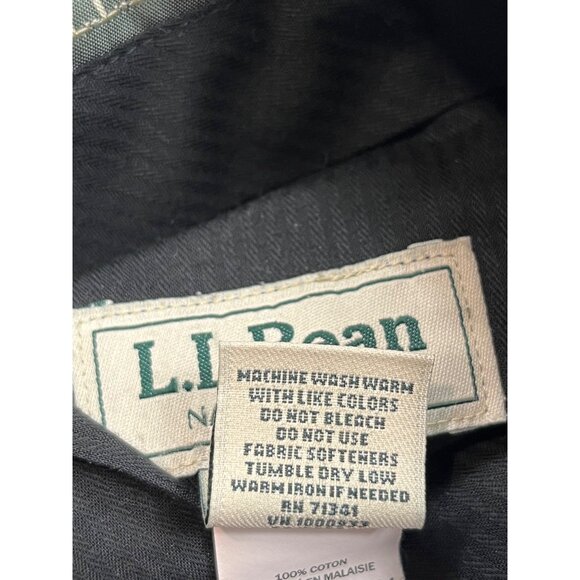 L.L.Bean
MACHINE WASH WARM
WITH LIKE COLORS
DO NOT BLEACH
DO NOT USE
FABRIC SOFTENERS
TUMBLE DRY LOW
WARM IRON IF NEEDED
RN 71341
100% COTON
EN MALAISIE